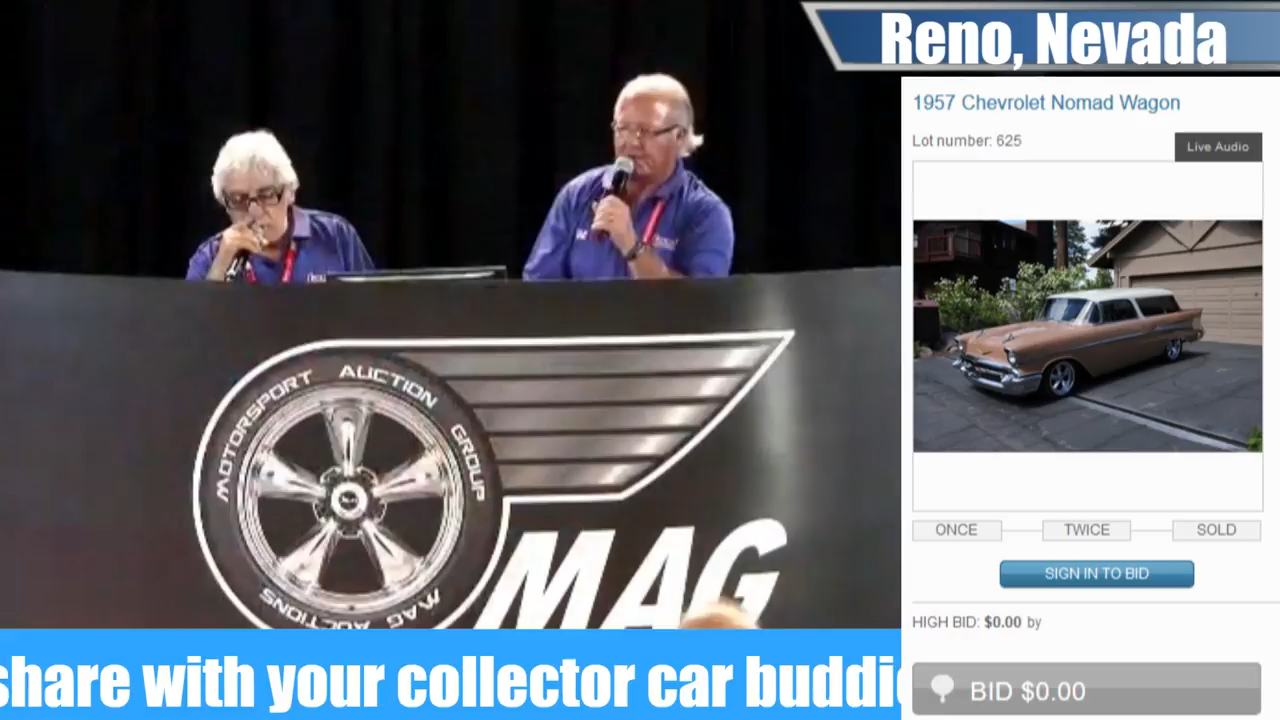 Reno, Nevada
1957 Chevrolet Nomad Wagon
Lot number: 625
Live Audio
ONCE
TWICE
SOLD
SIGN IN TO BID
HIGH BID: $0.00 by
BID $0.00
MOTORSPORT AUCTION GROUP
MAG AUCTIONS
MAG
share with your collector car buddie